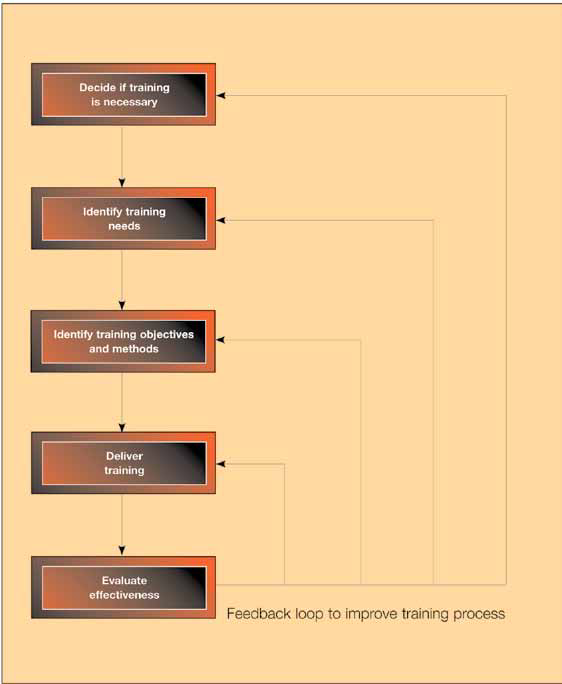 Decide if training
is necessary
Identify training
needs
Identify training objectives
and methods
Deliver
training
Evaluate
effectiveness
Feedback loop to improve training process